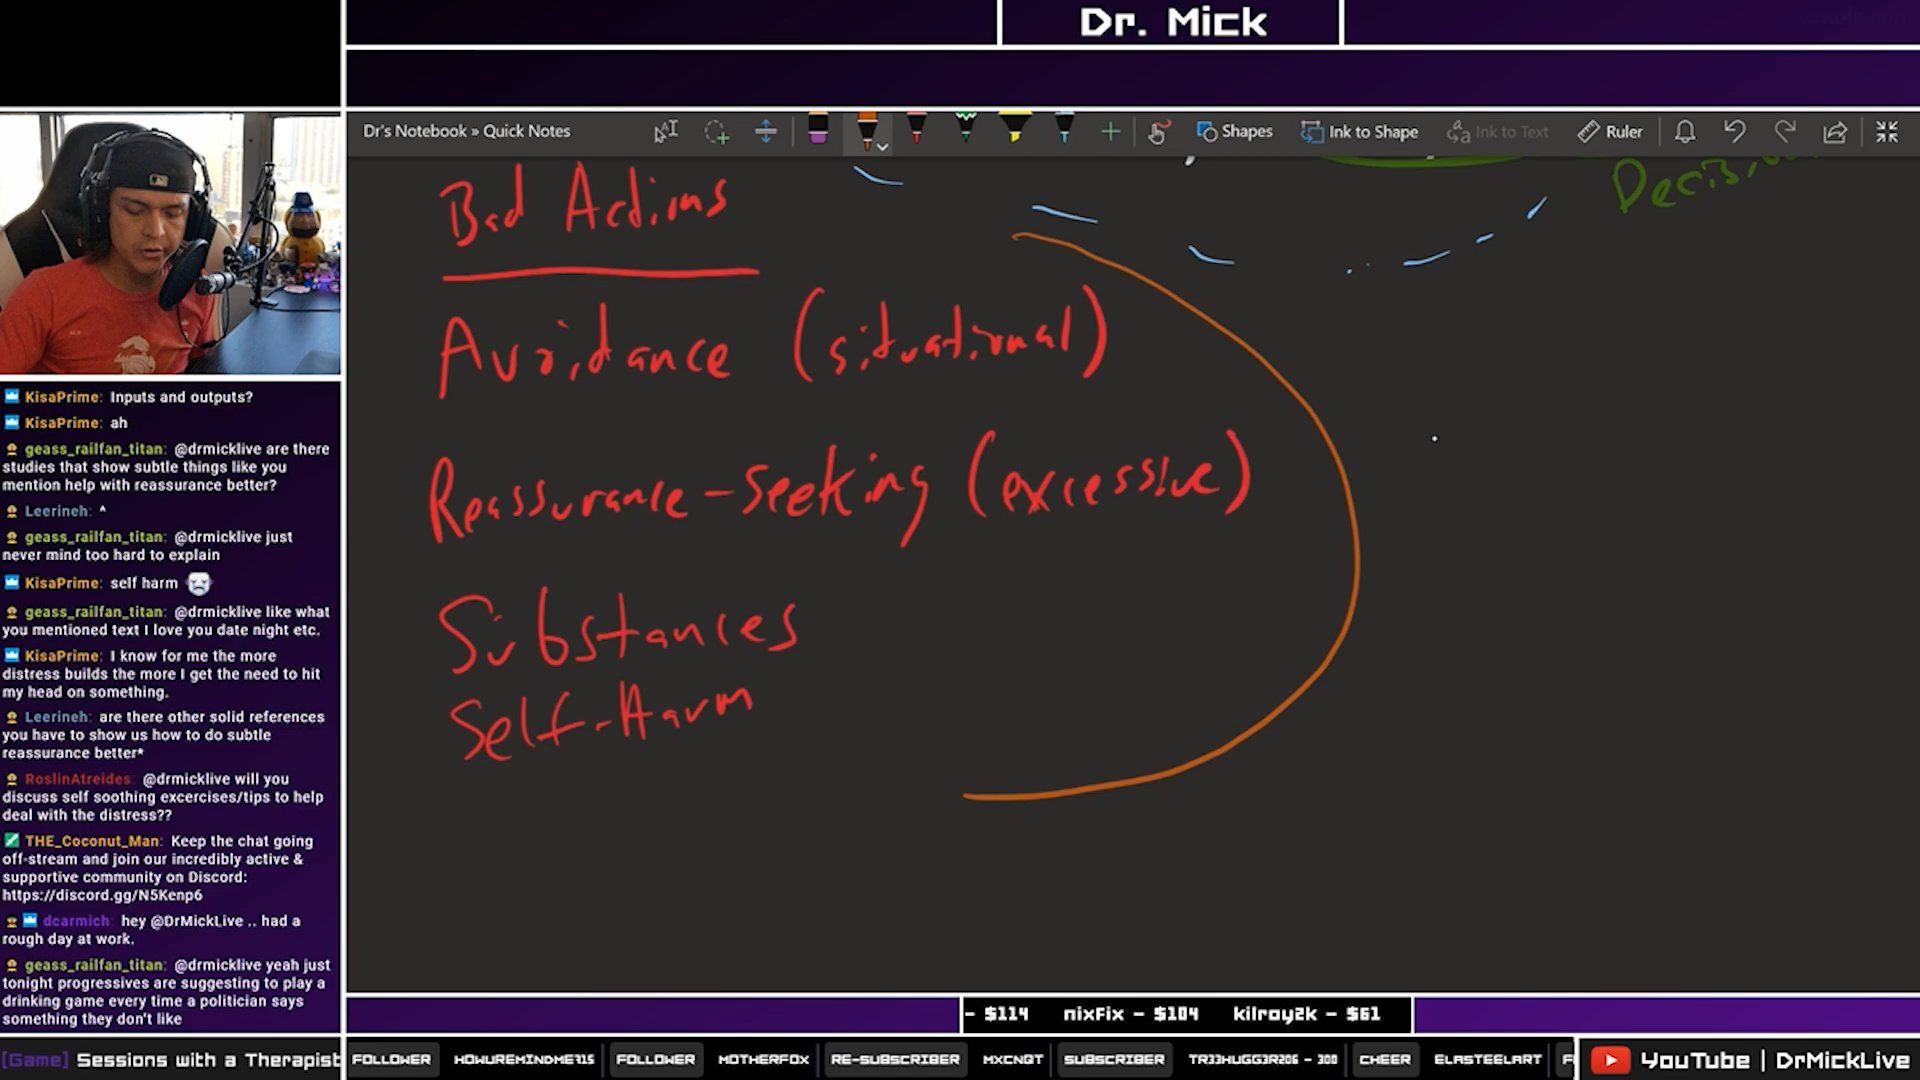 Dr. Mick
Dr's Notebook » Quick Notes
Shapes
Ink to Shape
Ink to Text
Ruler
Bad Actions
Avoidance (situational)
Reassurance-seeking (excessive)
Substances
Self-Harm
KisaPrime: Inputs and outputs?
KisaPrime: ah
geass_railfan_titan: @drmicklive are there
studies that show subtle things like you
mention help with reassurance better?
Leerineh: ^
geass_railfan_titan: @drmicklive just
never mind too hard to explain
KisaPrime: self harm
geass_railfan_titan: @drmicklive like what
you mentioned text I love you date night etc.
KisaPrime: I know for me the more
distress builds the more I get the need to hit
my head on something.
Leerineh: are there other solid references
you have to show us how to do subtle
reassurance better*
RoslinAtreides: @drmicklive will you
discuss self soothing excercises/tips to help
deal with the distress??
THE_Coconut_Man: Keep the chat going
off-stream and join our incredibly active &
supportive community on Discord:
https://discord.gg/N5Kenp6
dcarmich: hey @DrMickLive .. had a
rough day at work.
geass_railfan_titan: @drmicklive yeah just
tonight progressives are suggesting to play a
drinking game every time a politician says
something they don't like
- $114 nixFix - $104 kilroy2k - $61
[Game] Sessions with a Therapist
FOLLOWER HOWUREMINDME715 FOLLOWER MOTHERFOX RE-SUBSCRIBER MXCNQT SUBSCRIBER TR33HUGG3R206 - 300 CHEER ELASTEELART
YouTube | DrMickLive